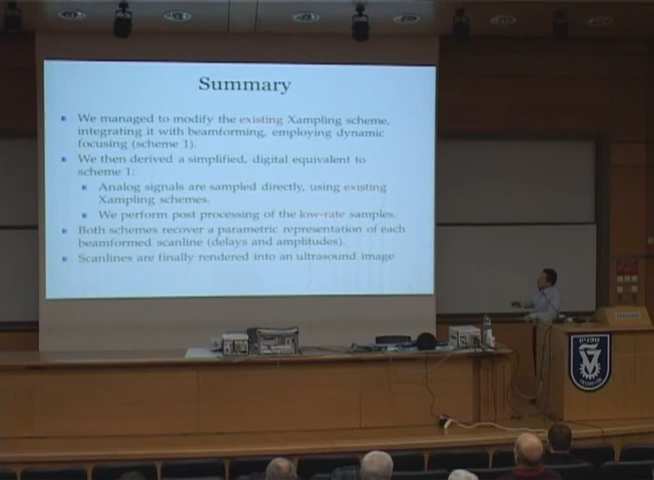 Summary
We managed to modify the existing Xampling scheme,
integrating it with beamforming, employing dynamic
focusing (scheme 1).
We then derived a simplified, digital equivalent to
scheme 1:
Analog signals are sampled directly, using existing
Xampling schemes.
We perform post processing of the low-rate samples.
Both schemes recover a parametric representation of each
beamformed scanline (delays and amplitudes).
Scanlines are finally rendered into an ultrasound image